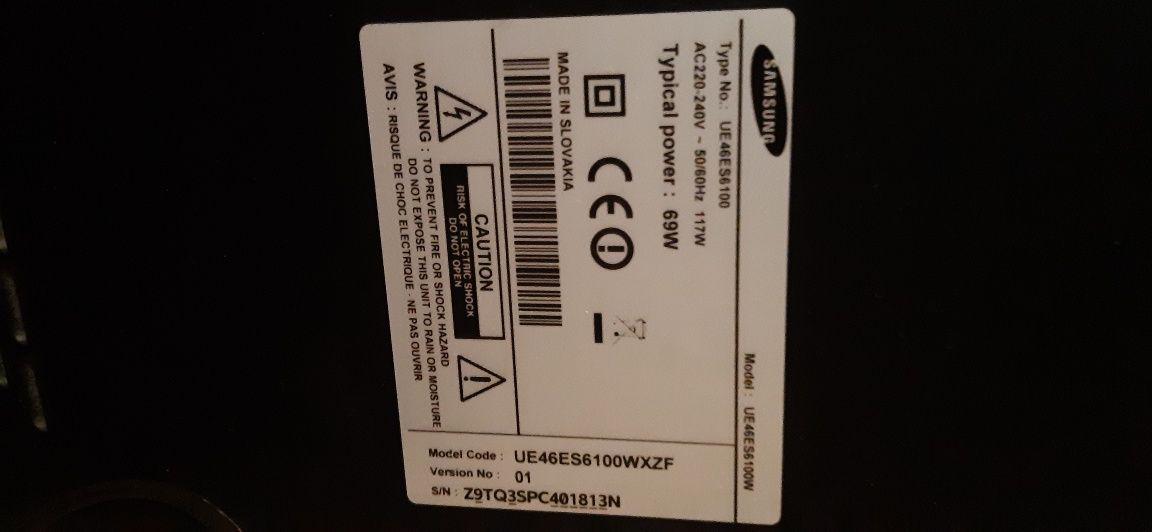 SAMSUNG
Type No.: UE46ES6100
Model : UE46ES6100W
AC220-240V ~ 50/60Hz 117W
Typical power : 69W
MADE IN SLOVAKIA
CAUTION
RISK OF ELECTRIC SHOCK
DO NOT OPEN
WARNING : TO PREVENT FIRE OR SHOCK HAZARD
DO NOT EXPOSE THIS UNIT TO RAIN OR MOISTURE
AVIS : RISQUE DE CHOC ELECTRIQUE - NE PAS OUVRIR
Model Code : UE46ES6100WXZF
Version No : 01
S/N : Z9TQ3SPC401813N